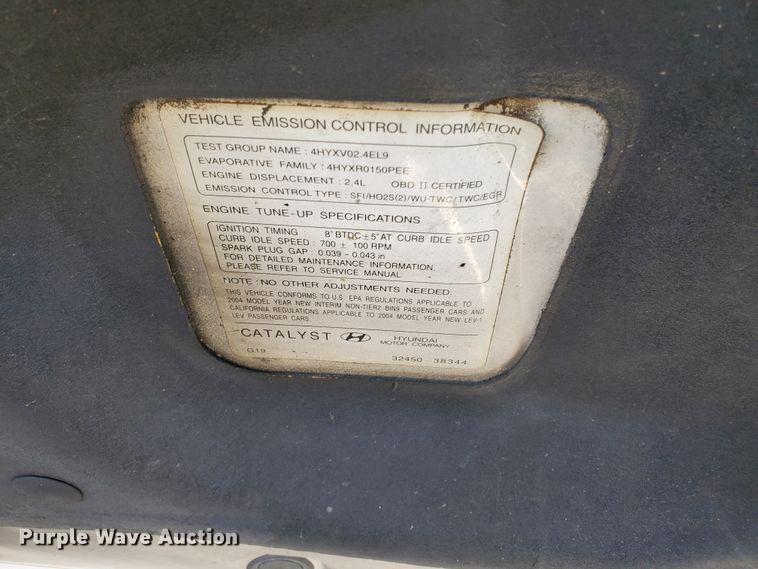 VEHICLE EMISSION CONTROL INFORMATION
TEST GROUP NAME : 4HYXV02.4EL9
EVAPORATIVE FAMILY : 4HYXR0150PEE
ENGINE DISPLACEMENT : 2.4L OBD II CERTIFIED
EMISSION CONTROL TYPE : SFI/HO2S(2)/WU-TWC/TWC/EGR
ENGINE TUNE-UP SPECIFICATIONS
IGNITION TIMING : 8° BTDC ± 5° AT CURB IDLE SPEED
CURB IDLE SPEED : 700 ± 100 RPM
SPARK PLUG GAP : 0.039 - 0.043 in
FOR DETAILED MAINTENANCE INFORMATION,
PLEASE REFER TO SERVICE MANUAL
NOTE : NO OTHER ADJUSTMENTS NEEDED.
THIS VEHICLE CONFORMS TO U.S. EPA REGULATIONS APPLICABLE TO
2004 MODEL YEAR NEW INTERIM NON-TIER2 BIN9 PASSENGER CARS AND
CALIFORNIA REGULATIONS APPLICABLE TO 2004 MODEL YEAR NEW LEV-1
LEV PASSENGER CARS.
CATALYST HYUNDAI
MOTOR COMPANY
G19 32450 - 38344
Purple Wave Auction